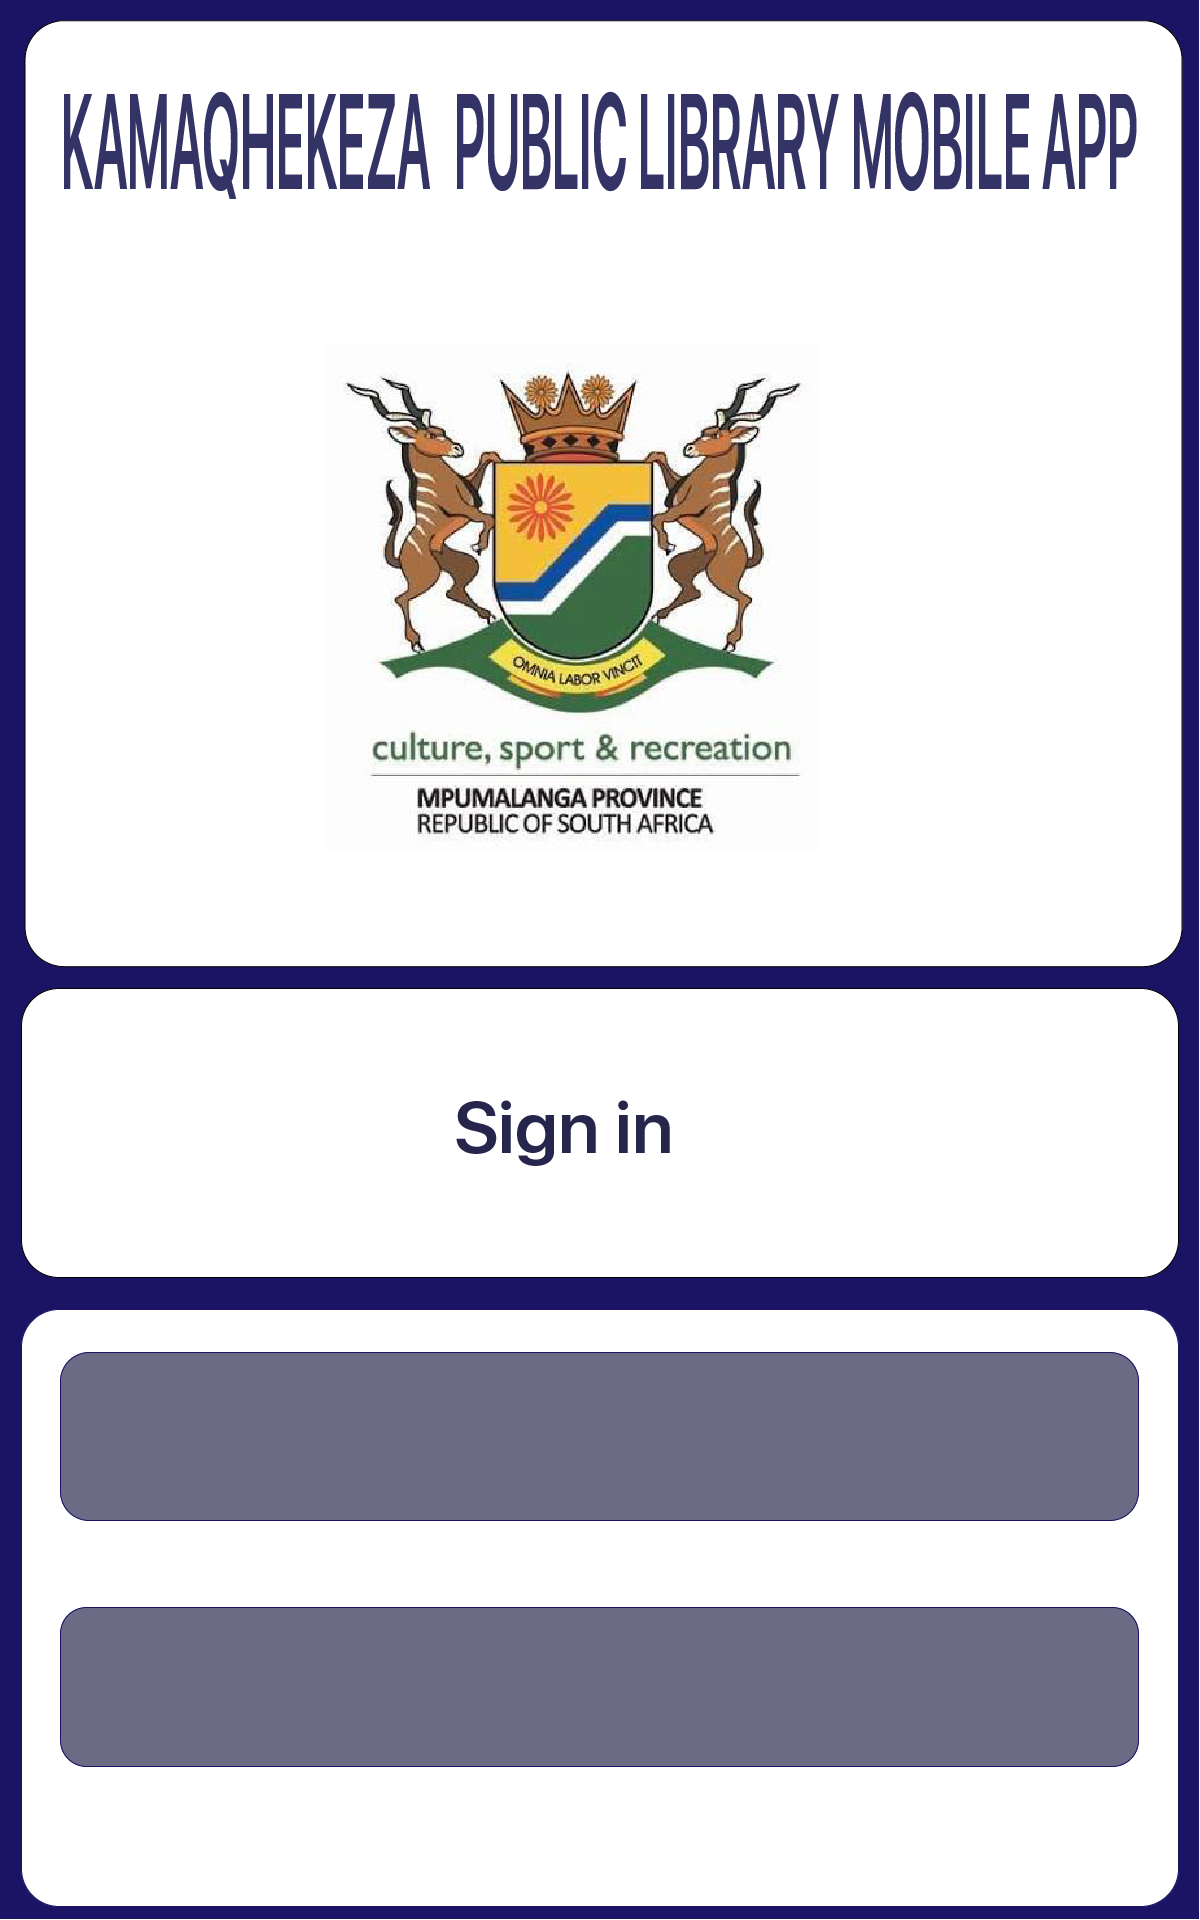 KAMAQHEKEZA PUBLIC LIBRARY MOBILE APP
OMNIA LABOR VINCIT
culture, sport & recreation
MPUMALANGA PROVINCE
REPUBLIC OF SOUTH AFRICA
Sign in